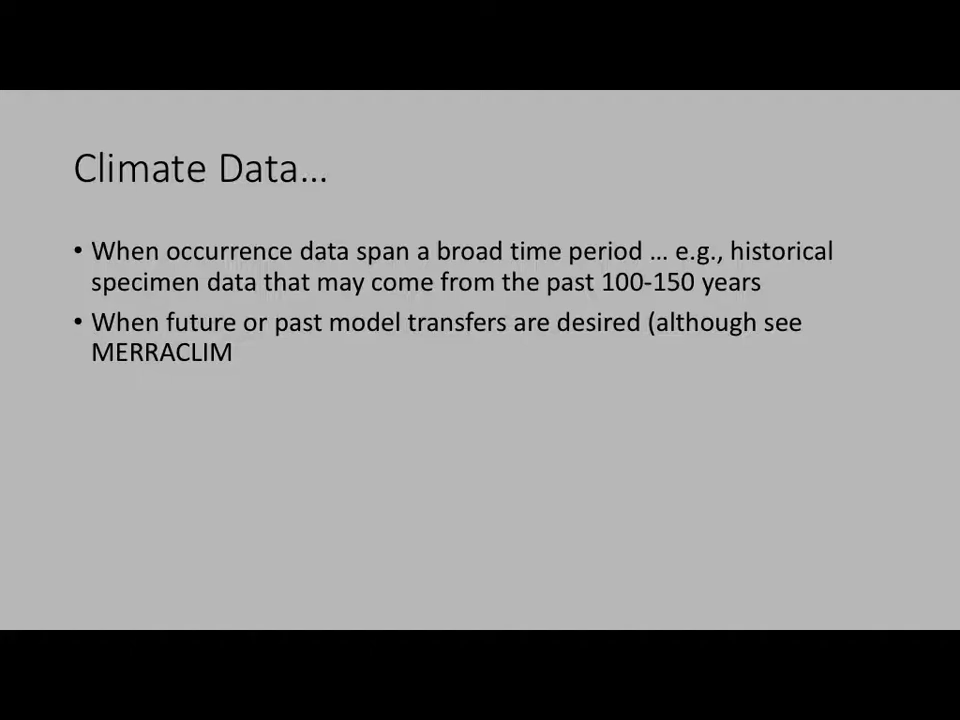 Climate Data...
• When occurrence data span a broad time period ... e.g., historical
specimen data that may come from the past 100-150 years
• When future or past model transfers are desired (although see
MERRACLIM